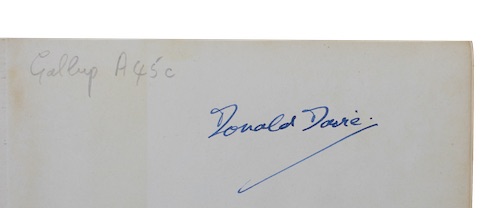 Gallup A45c
Donald Davie.